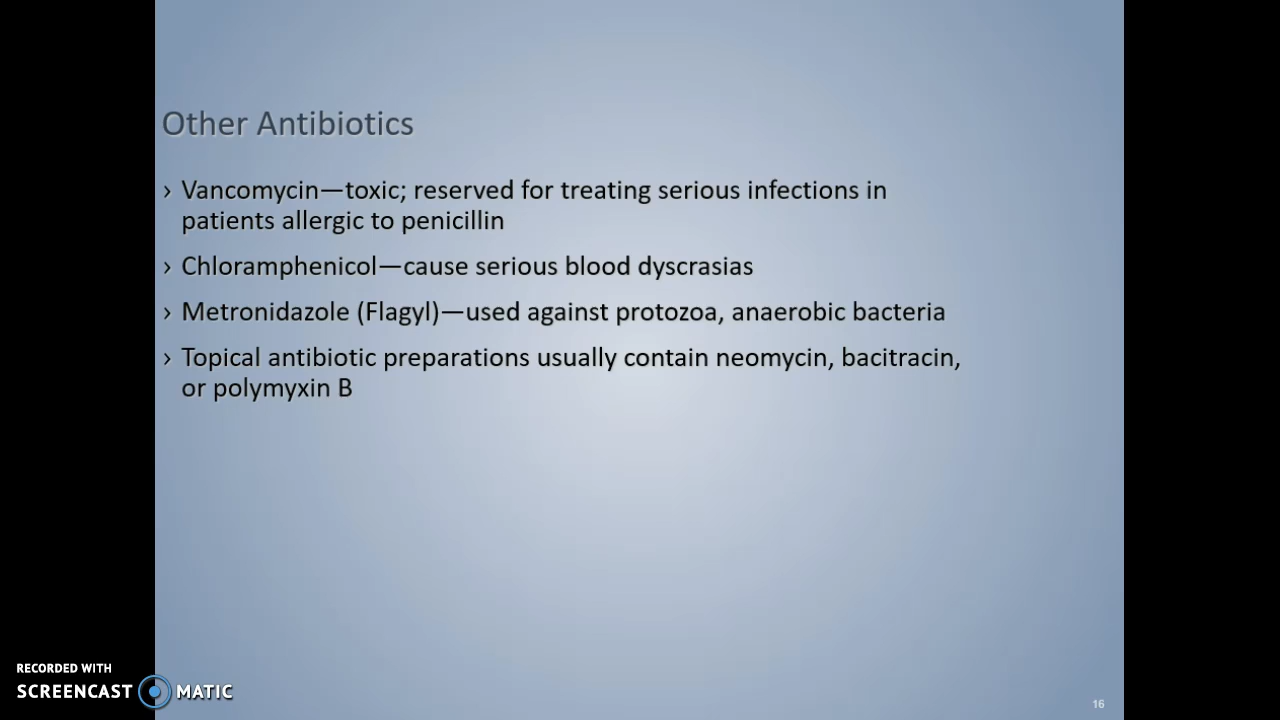 Other Antibiotics
› Vancomycin—toxic; reserved for treating serious infections in
patients allergic to penicillin
› Chloramphenicol—cause serious blood dyscrasias
› Metronidazole (Flagyl)—used against protozoa, anaerobic bacteria
› Topical antibiotic preparations usually contain neomycin, bacitracin,
or polymyxin B
RECORDED WITH
SCREENCAST MATIC
16